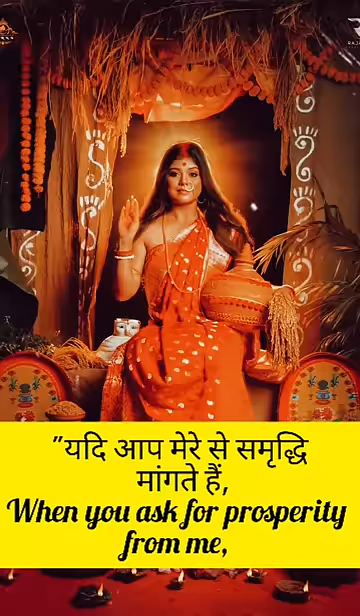 "यदि आप मेरे से समृद्धि
मांगते हैं,
When you ask for prosperity
from me,